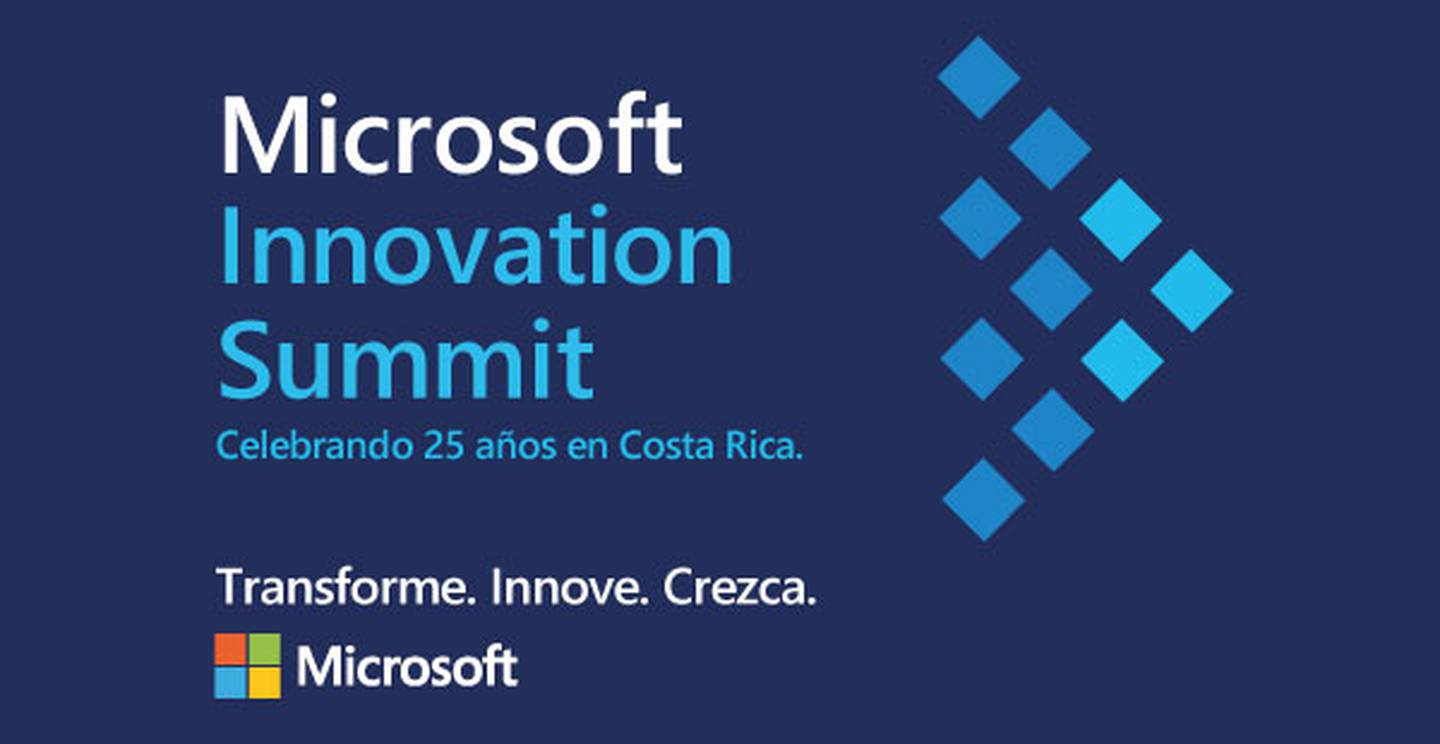 Microsoft
Innovation
Summit
Celebrando 25 años en Costa Rica.
Transforme. Innove. Crezca.
Microsoft